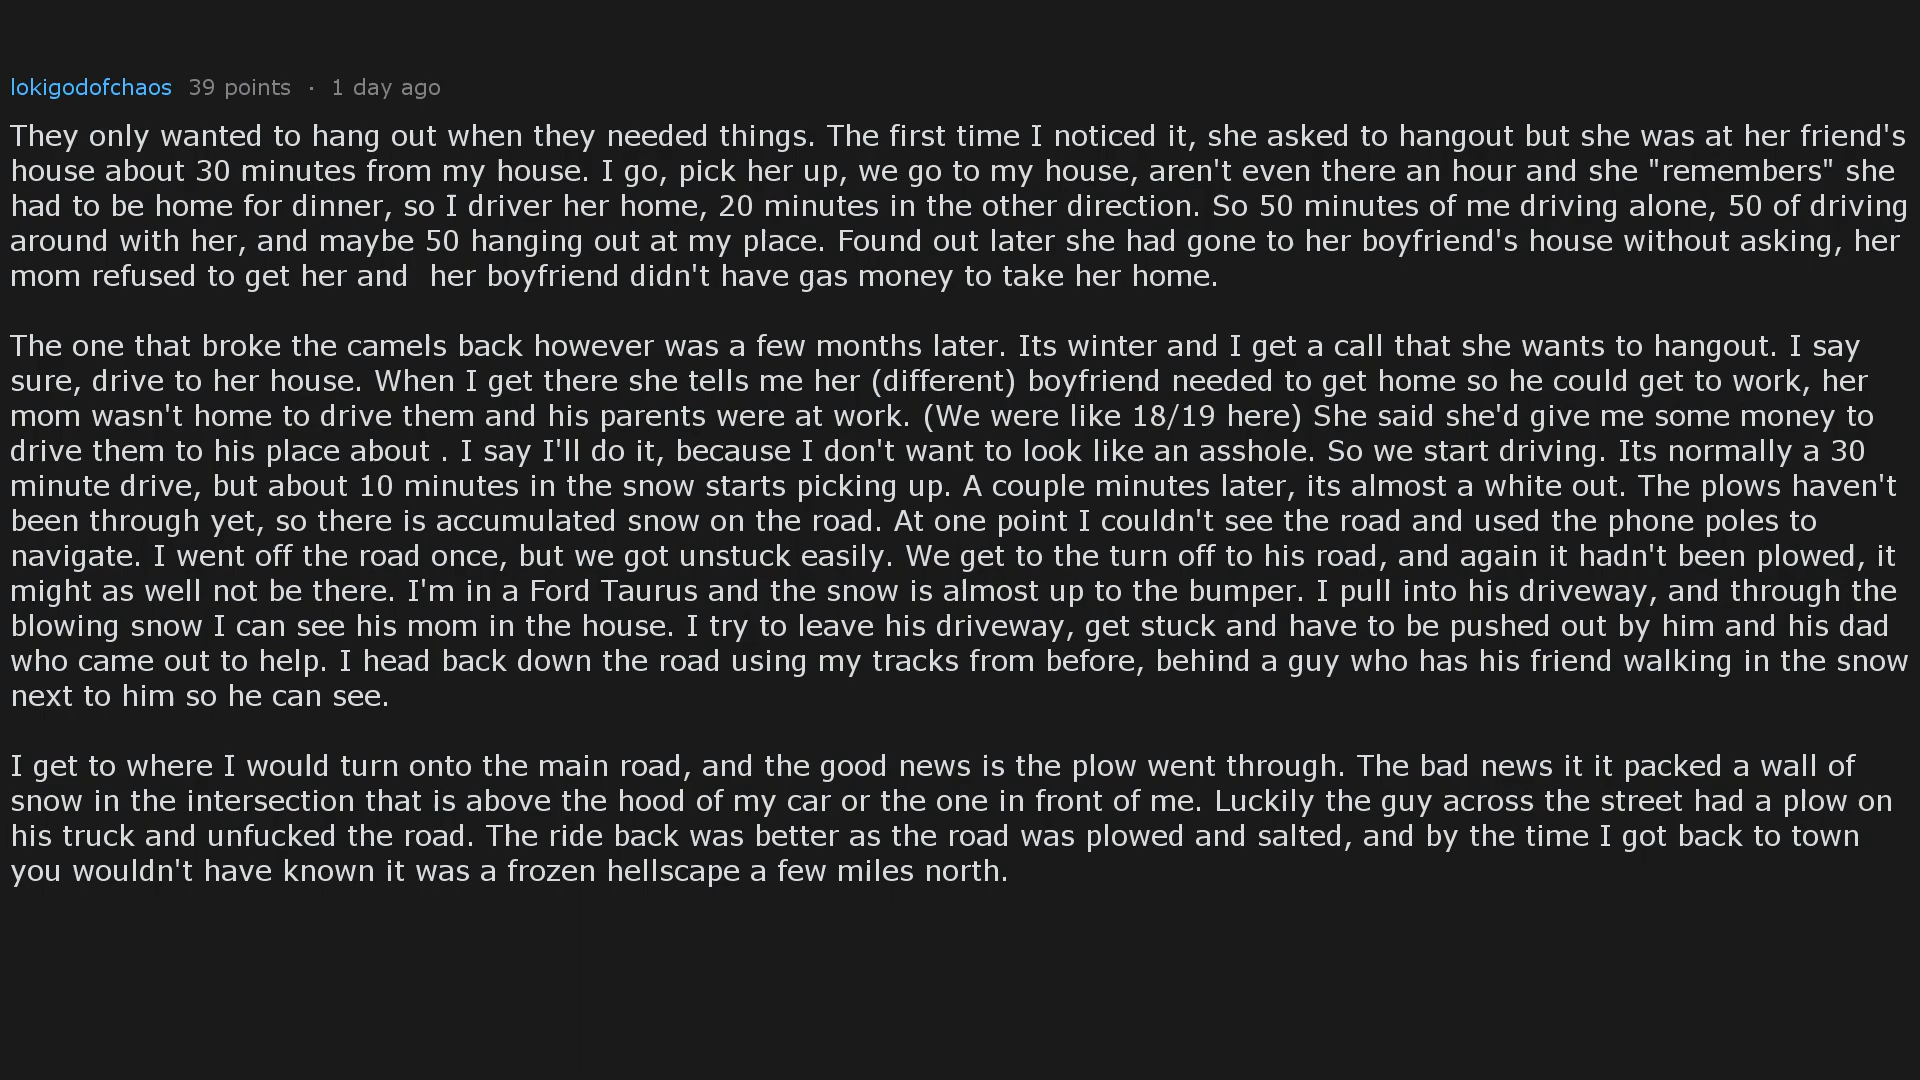 lokigodofchaos 39 points · 1 day ago
They only wanted to hang out when they needed things. The first time I noticed it, she asked to hangout but she was at her friend's
house about 30 minutes from my house. I go, pick her up, we go to my house, aren't even there an hour and she "remembers" she
had to be home for dinner, so I driver her home, 20 minutes in the other direction. So 50 minutes of me driving alone, 50 of driving
around with her, and maybe 50 hanging out at my place. Found out later she had gone to her boyfriend's house without asking, her
mom refused to get her and  her boyfriend didn't have gas money to take her home.
The one that broke the camels back however was a few months later. Its winter and I get a call that she wants to hangout. I say
sure, drive to her house. When I get there she tells me her (different) boyfriend needed to get home so he could get to work, her
mom wasn't home to drive them and his parents were at work. (We were like 18/19 here) She said she'd give me some money to
drive them to his place about . I say I'll do it, because I don't want to look like an asshole. So we start driving. Its normally a 30
minute drive, but about 10 minutes in the snow starts picking up. A couple minutes later, its almost a white out. The plows haven't
been through yet, so there is accumulated snow on the road. At one point I couldn't see the road and used the phone poles to
navigate. I went off the road once, but we got unstuck easily. We get to the turn off to his road, and again it hadn't been plowed, it
might as well not be there. I'm in a Ford Taurus and the snow is almost up to the bumper. I pull into his driveway, and through the
blowing snow I can see his mom in the house. I try to leave his driveway, get stuck and have to be pushed out by him and his dad
who came out to help. I head back down the road using my tracks from before, behind a guy who has his friend walking in the snow
next to him so he can see.
I get to where I would turn onto the main road, and the good news is the plow went through. The bad news it it packed a wall of
snow in the intersection that is above the hood of my car or the one in front of me. Luckily the guy across the street had a plow on
his truck and unfucked the road. The ride back was better as the road was plowed and salted, and by the time I got back to town
you wouldn't have known it was a frozen hellscape a few miles north.